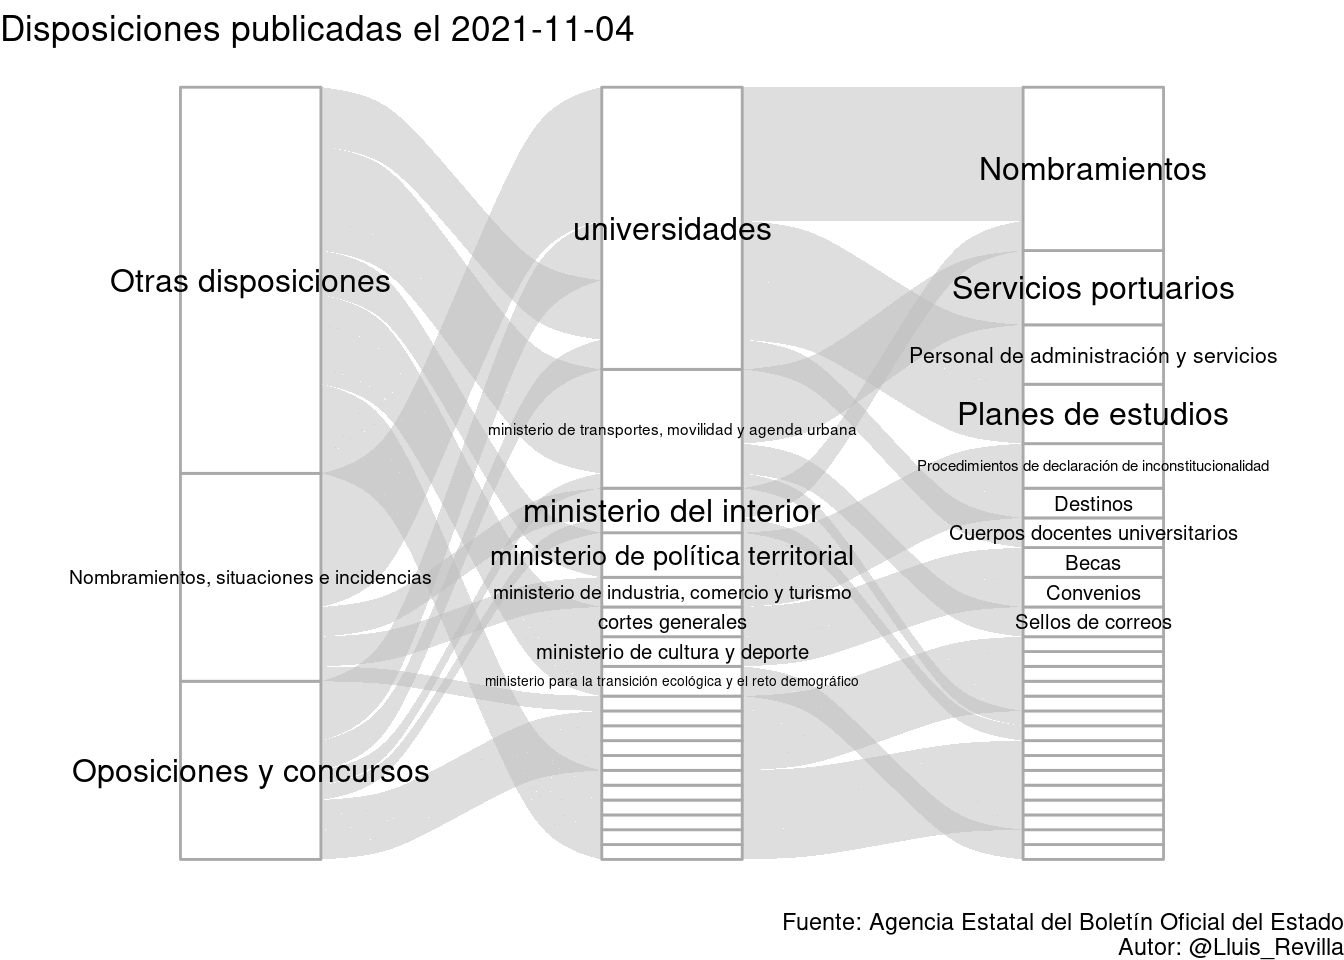 Disposiciones publicadas el 2021-11-04
Otras disposiciones
Nombramientos, situaciones e incidencias
Oposiciones y concursos
universidades
ministerio de transportes, movilidad y agenda urbana
ministerio del interior
ministerio de política territorial
ministerio de industria, comercio y turismo
cortes generales
ministerio de cultura y deporte
ministerio para la transición ecológica y el reto demográfico
Nombramientos
Servicios portuarios
Personal de administración y servicios
Planes de estudios
Procedimientos de declaración de inconstitucionalidad
Destinos
Cuerpos docentes universitarios
Becas
Convenios
Sellos de correos
Fuente: Agencia Estatal del Boletín Oficial del Estado
Autor: @Lluis_Revilla